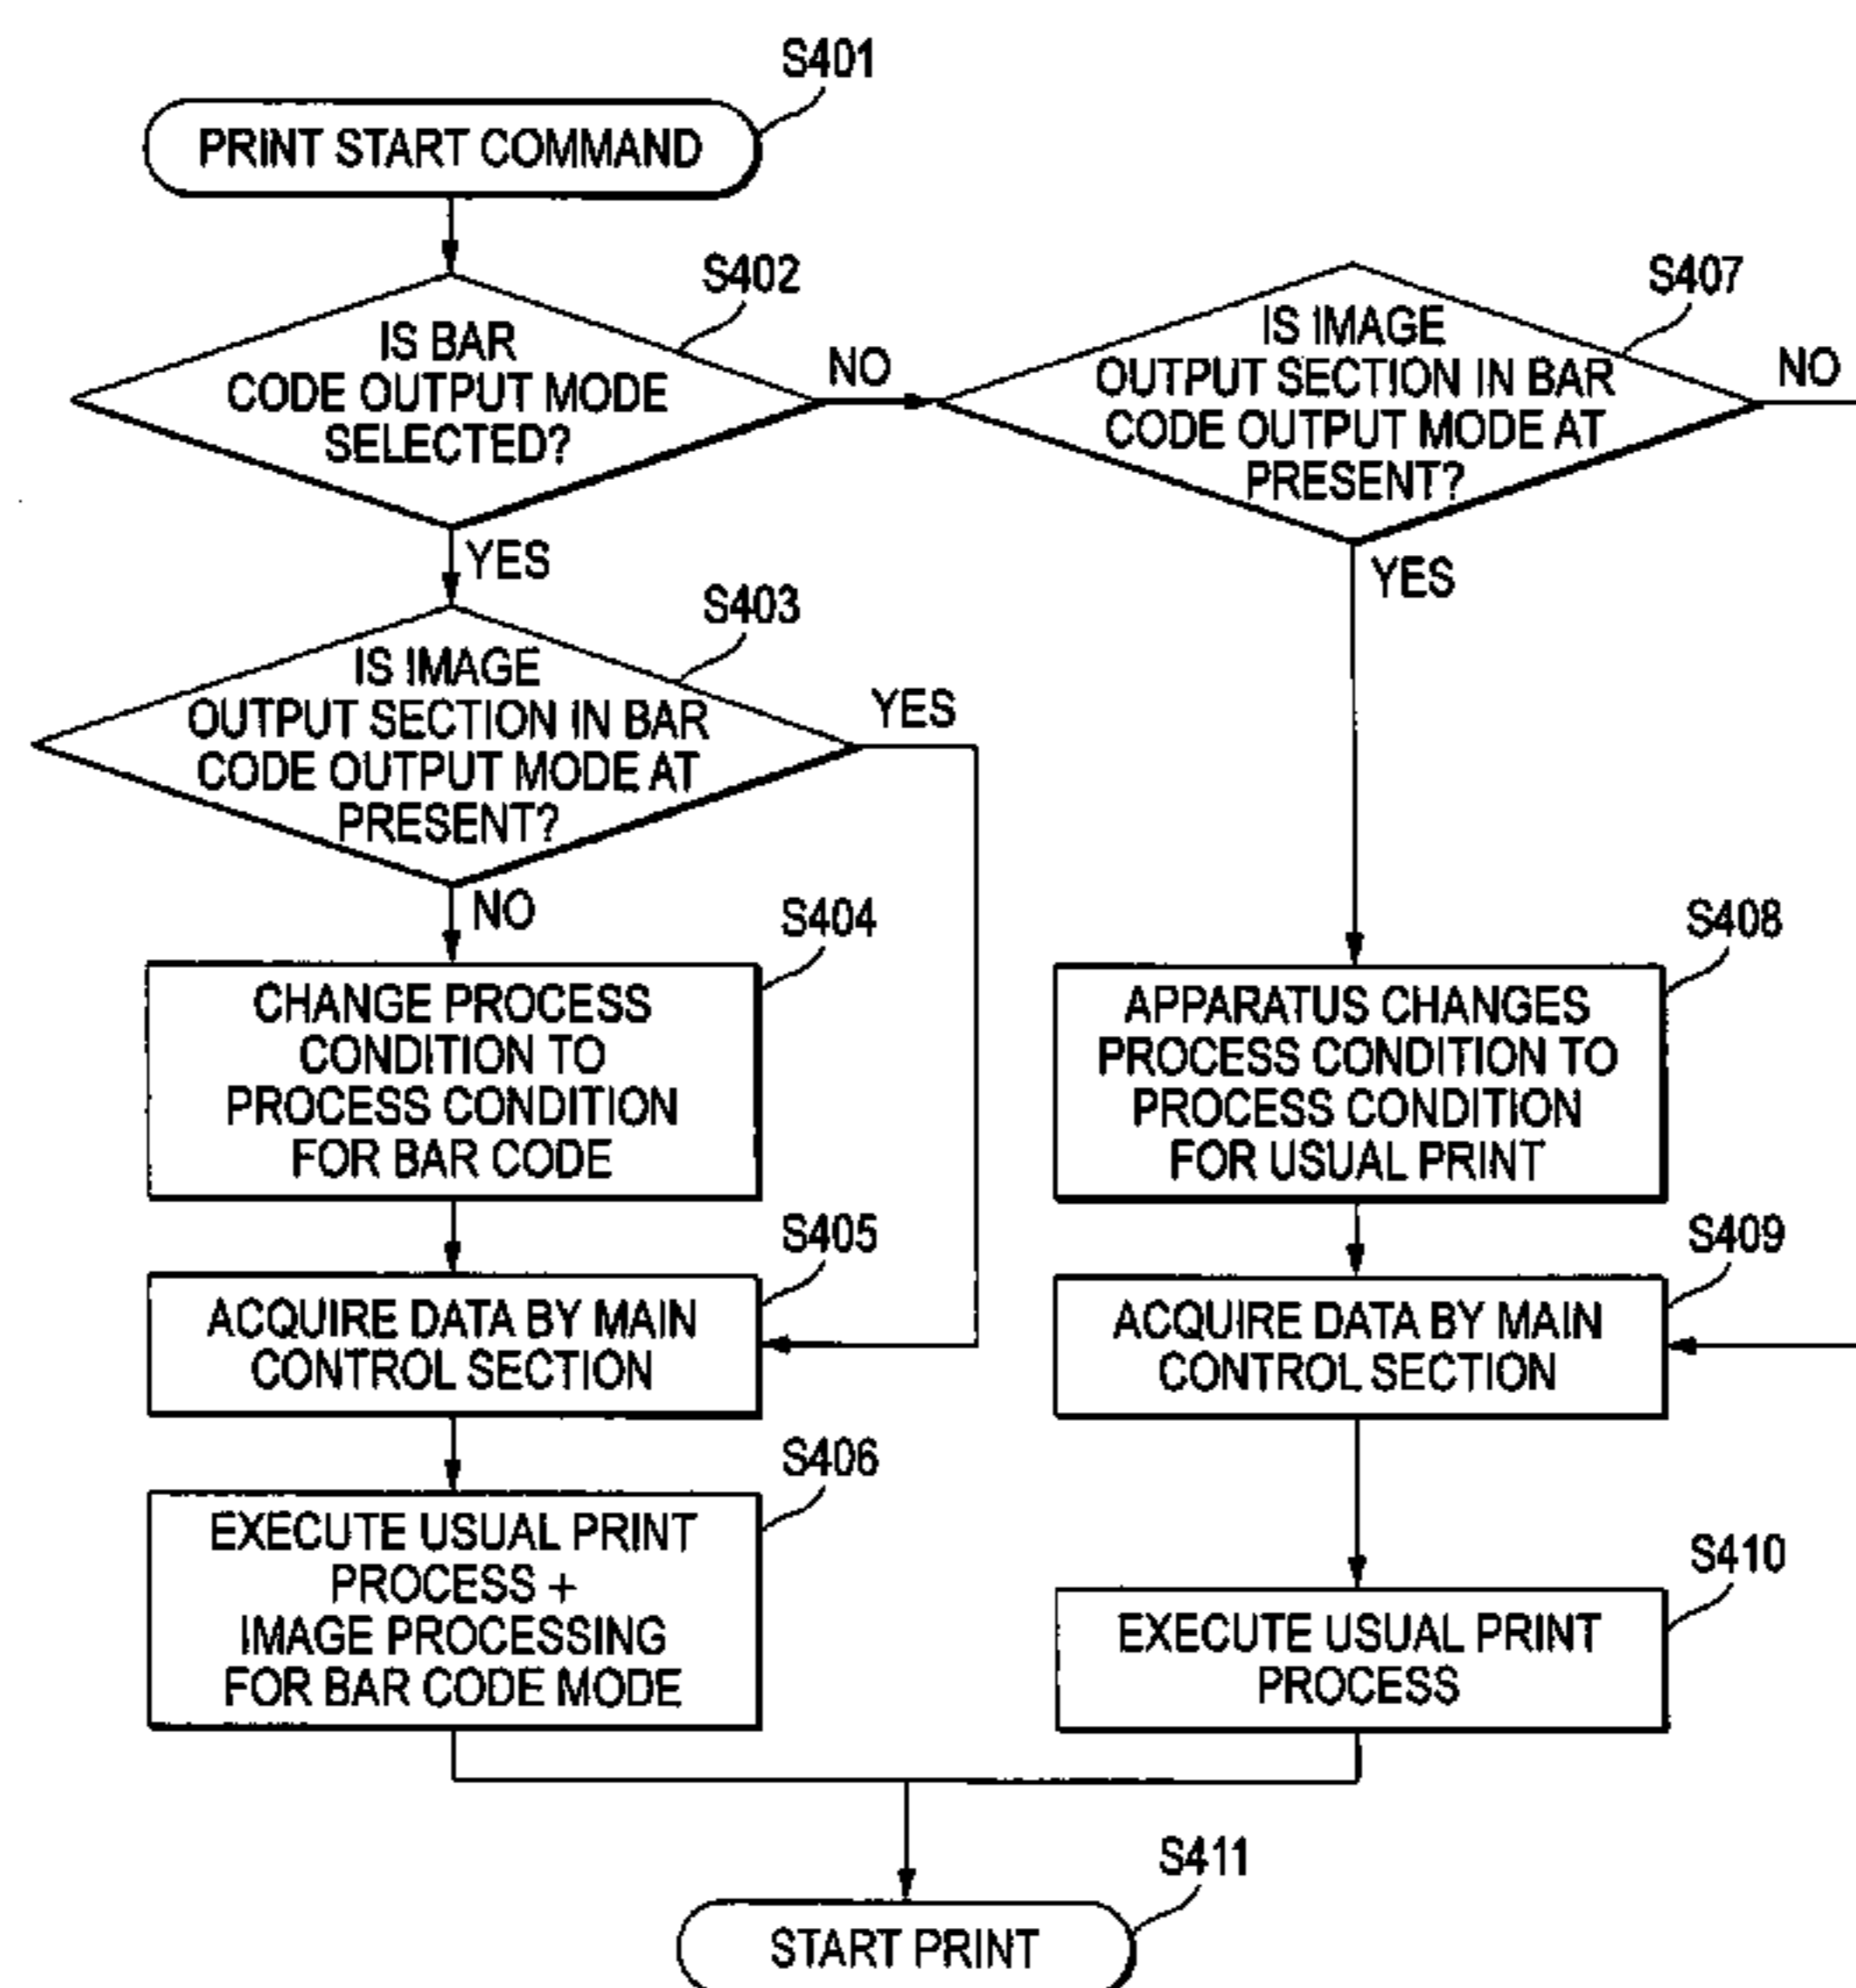 S401
PRINT START COMMAND
S402
IS BAR
CODE OUTPUT MODE
SELECTED?
NO
YES
S403
IS IMAGE
OUTPUT SECTION IN BAR
CODE OUTPUT MODE AT
PRESENT?
YES
NO
S404
CHANGE PROCESS
CONDITION TO
PROCESS CONDITION
FOR BAR CODE
S405
ACQUIRE DATA BY MAIN
CONTROL SECTION
S406
EXECUTE USUAL PRINT
PROCESS +
IMAGE PROCESSING
FOR BAR CODE MODE
S407
IS IMAGE
OUTPUT SECTION IN BAR
CODE OUTPUT MODE AT
PRESENT?
NO
YES
S408
APPARATUS CHANGES
PROCESS CONDITION TO
PROCESS CONDITION
FOR USUAL PRINT
S409
ACQUIRE DATA BY MAIN
CONTROL SECTION
S410
EXECUTE USUAL PRINT
PROCESS
S411
START PRINT